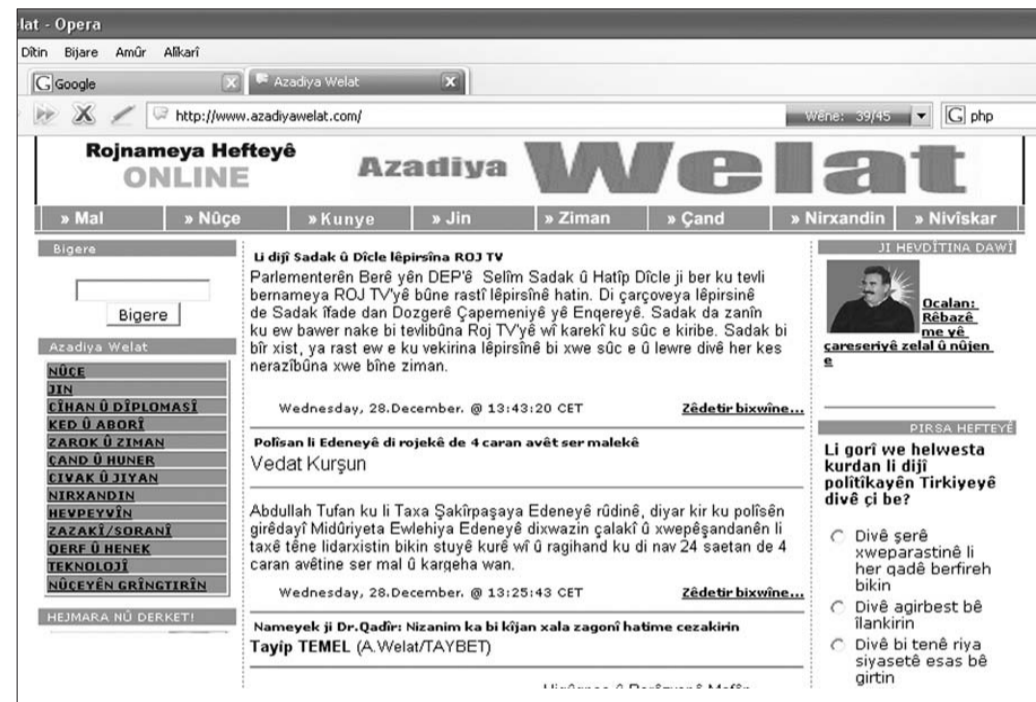 lat - Opera
Dîtin Bijare Amûr Alîkarî
Google
Azadiya Welat
http://www.azadiyawelat.com/
Wêne: 39/45
php
Rojnameya Hefteyê
ONLINE
Azadiya Welat
» Mal » Nûçe » Kunye » Jin » Ziman » Çand » Nirxandin » Nivîskar
Bigere
Bigere
Azadiya Welat
NÛÇE
JIN
CÎHAN Û DÎPLOMASÎ
KED Û ABORÎ
ZAROK Û ZIMAN
ÇAND Û HUNER
CIVAK Û JIYAN
NIRXANDIN
HEVPEYVÎN
ZAZAKÎ/SORANÎ
QERF Û HENEK
TEKNOLOJÎ
NÛÇEYÊN GRÎNGTIRÎN
HEJMARA NÛ DERKET!
Li dijî Sadak û Dîcle lêpirsîna ROJ TV
Parlementerên Berê yên DEP'ê Selîm Sadak û Hatîp Dîcle ji ber ku tevli
bernameya ROJ TV'yê bûne rastî lêpirsînê hatin. Di çarçoveya lêpirsinê
de Sadak îfade dan Dozgerê Çapemeniyê yê Enqereyê. Sadak da zanîn
ku ew bawer nake bi tevlibûna Roj TV'yê wî karekî ku sûc e kiribe. Sadak bi
bîr xist, ya rast ew e ku vekirina lêpirsînê bi xwe sûc e û lewre divê her kes
nerazîbûna xwe bîne ziman.
Wednesday, 28.December. @ 13:43:20 CET Zêdetir bixwîne...
Polîsan li Edeneyê di rojekê de 4 caran avêt ser malekê
Vedat Kurşun
Abdullah Tufan ku li Taxa Şakîrpaşaya Edeneyê rûdinê, diyar kir ku polîsên
girêdayî Midûriyeta Ewlehiya Edeneyê dixwazin çalakî û xwepêşandanên li
taxê têne lidarxistin bikin stuyê kurê wî û ragihand ku di nav 24 saetan de 4
caran avêtine ser mal û kargeha wan.
Wednesday, 28.December. @ 13:25:43 CET Zêdetir bixwîne...
Nameyek ji Dr.Qadîr: Nizanim ka bi kîjan xala zagonî hatime cezakirin
Tayip TEMEL (A.Welat/TAYBET)
JI HEVDÎTINA DAWÎ
Ocalan:
Rêbazê
me yê
çareseriyê zelal û nûjen
e
PIRSA HEFTEYÊ
Li gorî we helwesta
kurdan li dijî
polîtîkayên Tirkiyeyê
divê çi be?
Divê şerê
xweparastinê li
her qadê berfireh
bikin
Divê agirbest bê
îlankirin
Divê bi tenê riya
siyasetê esas bê
girtin